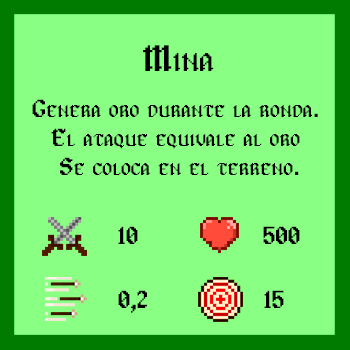 Mina
Genera oro durante la ronda.
El ataque equivale al oro
Se coloca en el terreno.
10 500
0,2 15